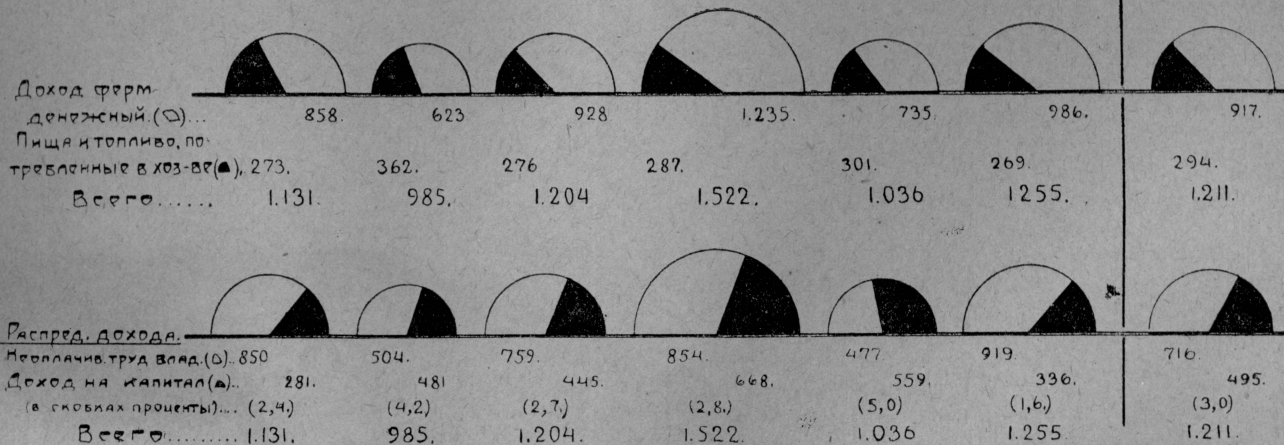 Доход ферм
денежный.(◠)... 858. 623 928 1.235. 735. 986. 917.
Пища и топливо, по-
требленные в хоз-ве(◣), 273. 362. 276 287. 301. 269. 294.
Всего...... 1.131. 985. 1.204 1.522. 1.036 1255. 1.211.
Распред. дохода.
Неоплачив. труд влад.(◠).. 850 504. 759. 854. 477. 919. 716.
Доход на капитал(◣).. 281. 481 445. 668. 559. 336. 495.
(в скобках проценты).... (2,4.) (4,2) (2,7.) (2,8.) (5,0) (1,6.) (3,0)
Всего......... 1.131. 985. 1.204. 1.522. 1.036 1.255. 1.211.